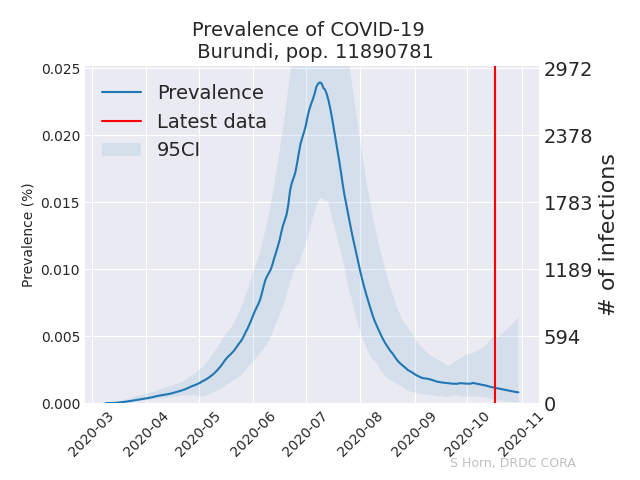 Prevalence of COVID-19
Burundi, pop. 11890781
Prevalence
Latest data
95CI
Prevalence (%)
0.025
0.020
0.015
0.010
0.005
0.000
2972
2378
1783
1189
594
0
# of infections
2020-03
2020-04
2020-05
2020-06
2020-07
2020-08
2020-09
2020-10
2020-11
S Horn, DRDC CORA